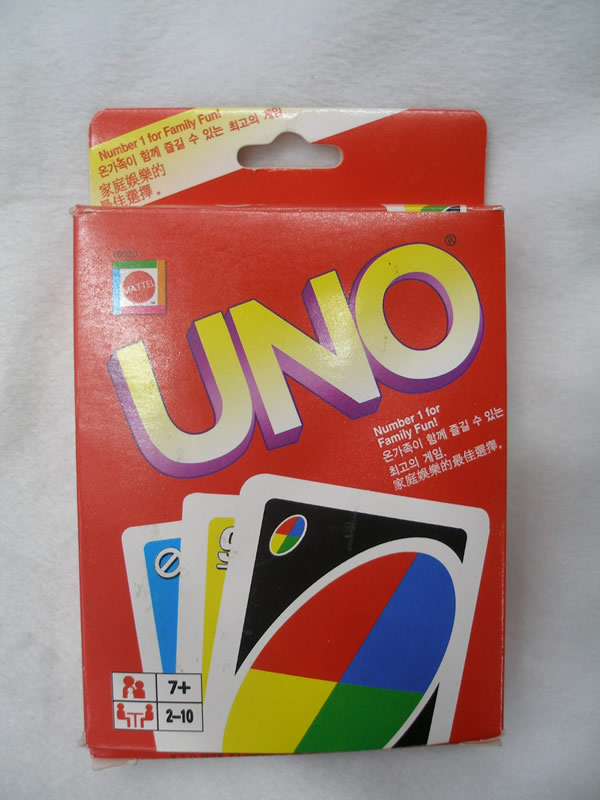 Number 1 for Family Fun!
온가족이 함께 즐길 수 있는 최고의 게임.
家庭娛樂的
最佳選擇。
MATTEL
UNO®
Number 1 for
Family Fun!
온가족이 함께 즐길 수 있는
최고의 게임.
家庭娛樂的最佳選擇。
7+
2-10